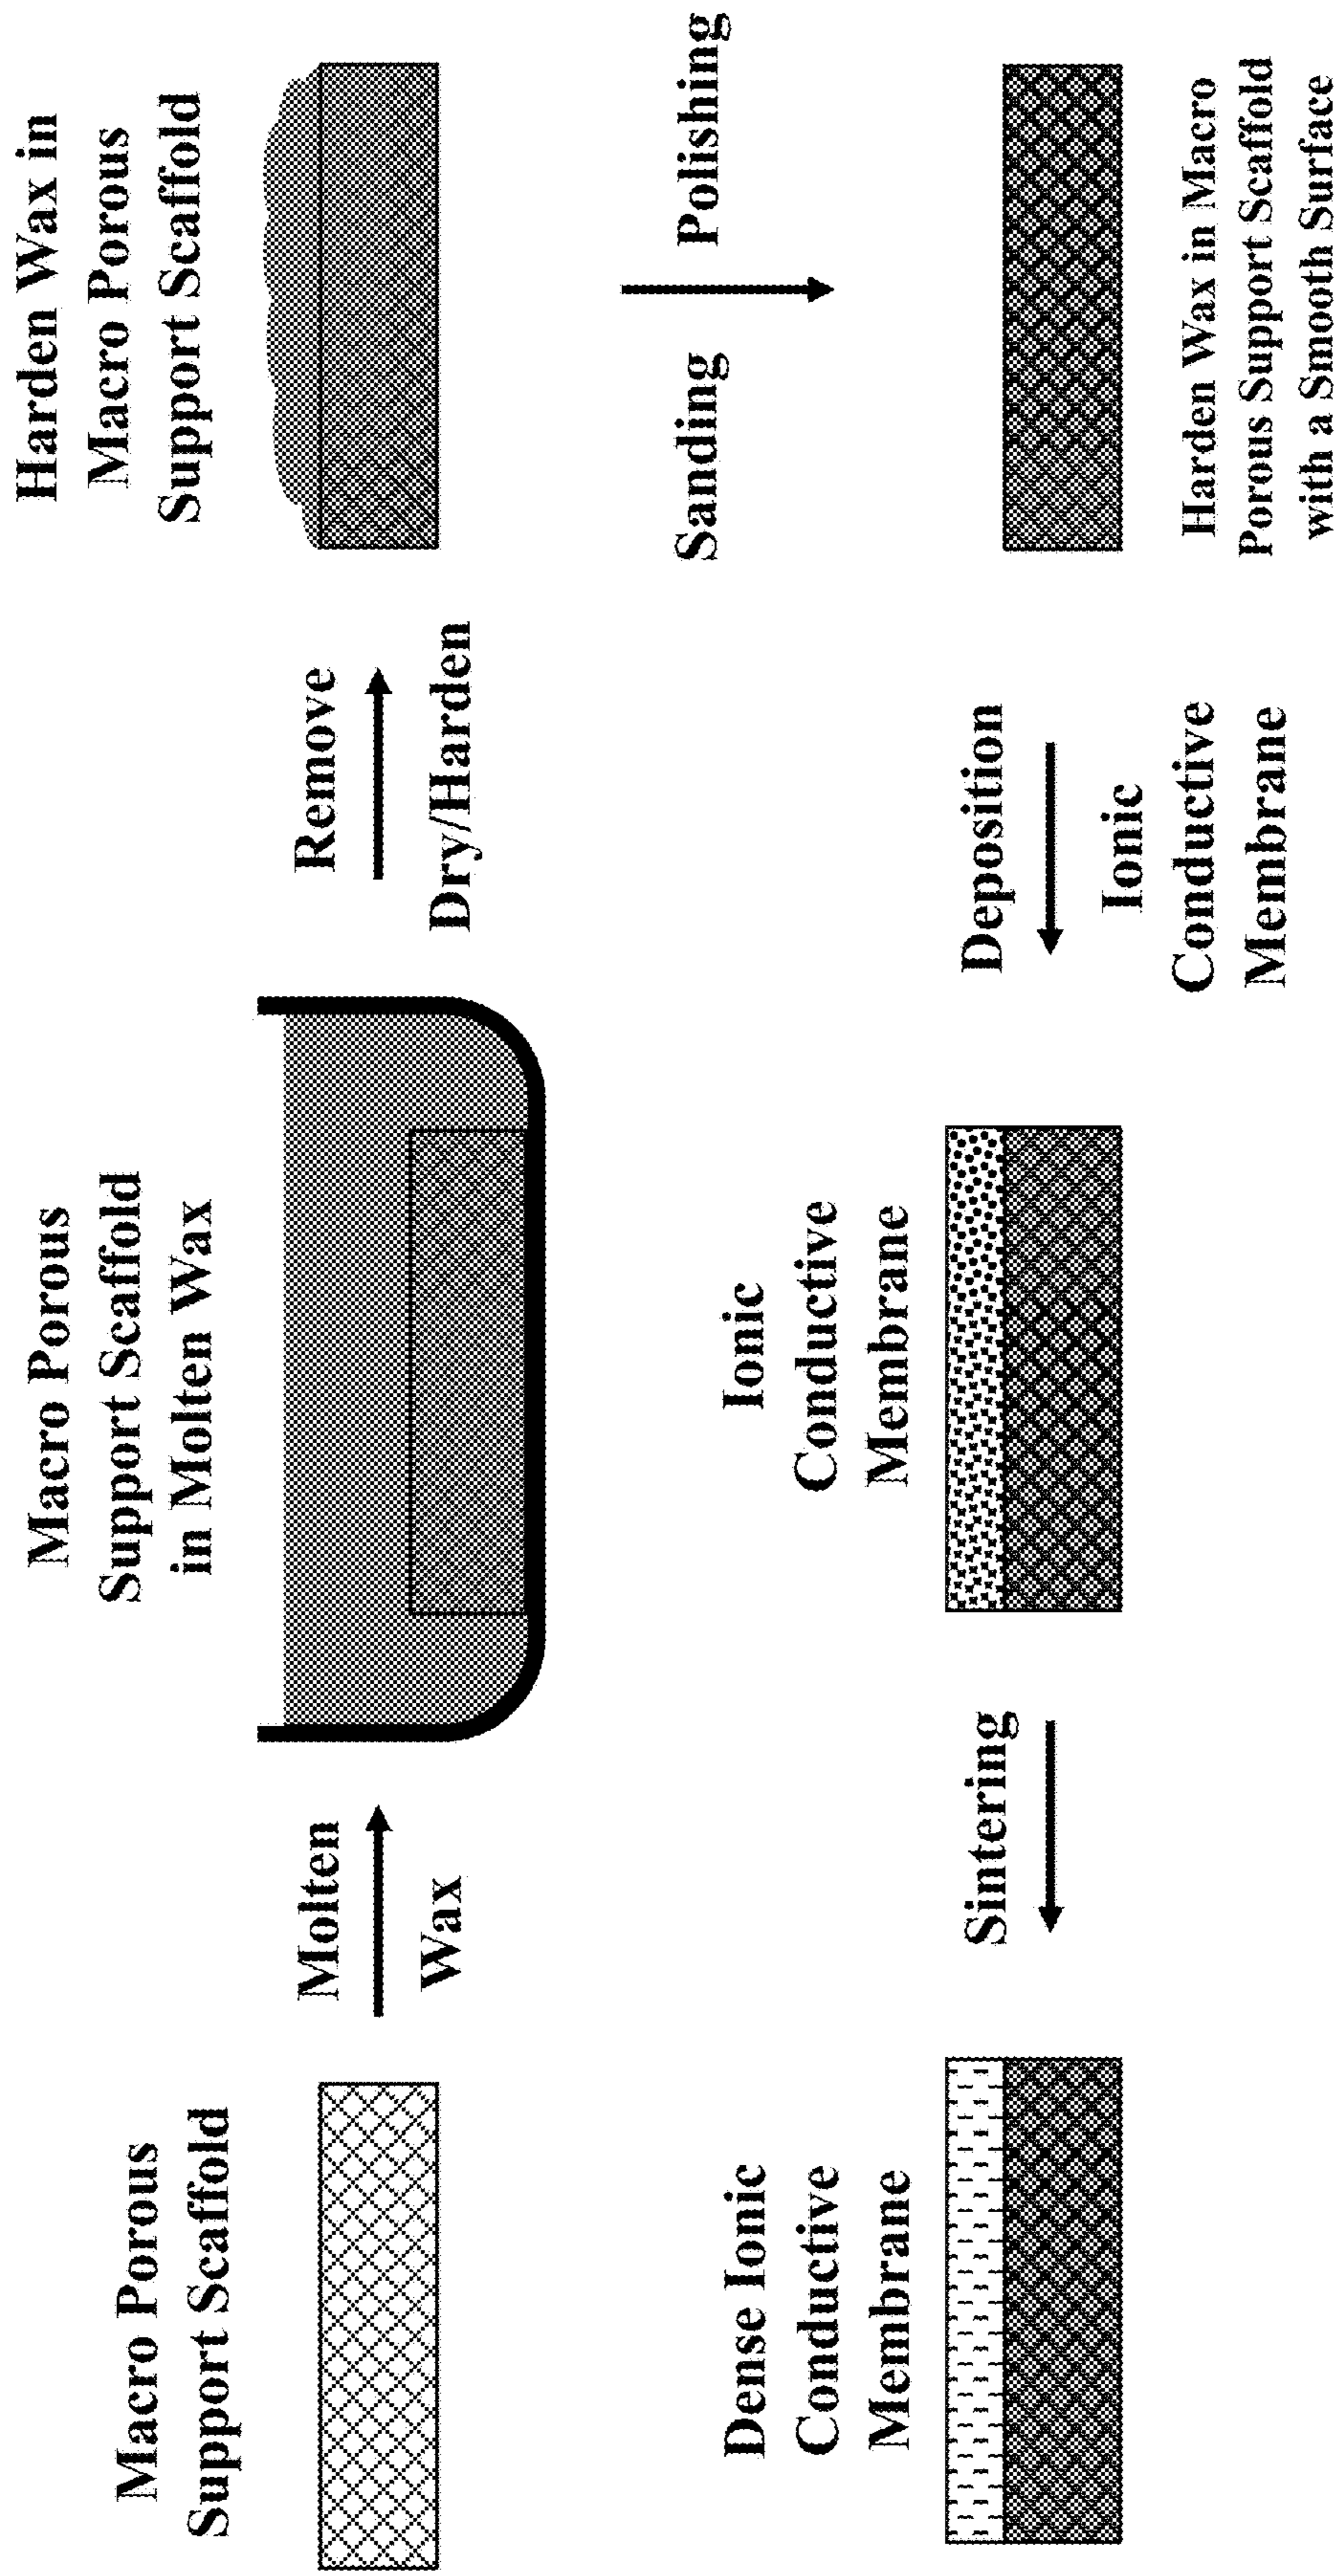 Macro Porous
Support Scaffold
Molten
Wax
Macro Porous
Support Scaffold
in Molten Wax
Remove
Dry/Harden
Harden Wax in
Macro Porous
Support Scaffold
Sanding
Polishing
Harden Wax in Macro
Porous Support Scaffold
with a Smooth Surface
Deposition
Ionic
Conductive
Membrane
Ionic
Conductive
Membrane
Sintering
Dense Ionic
Conductive
Membrane